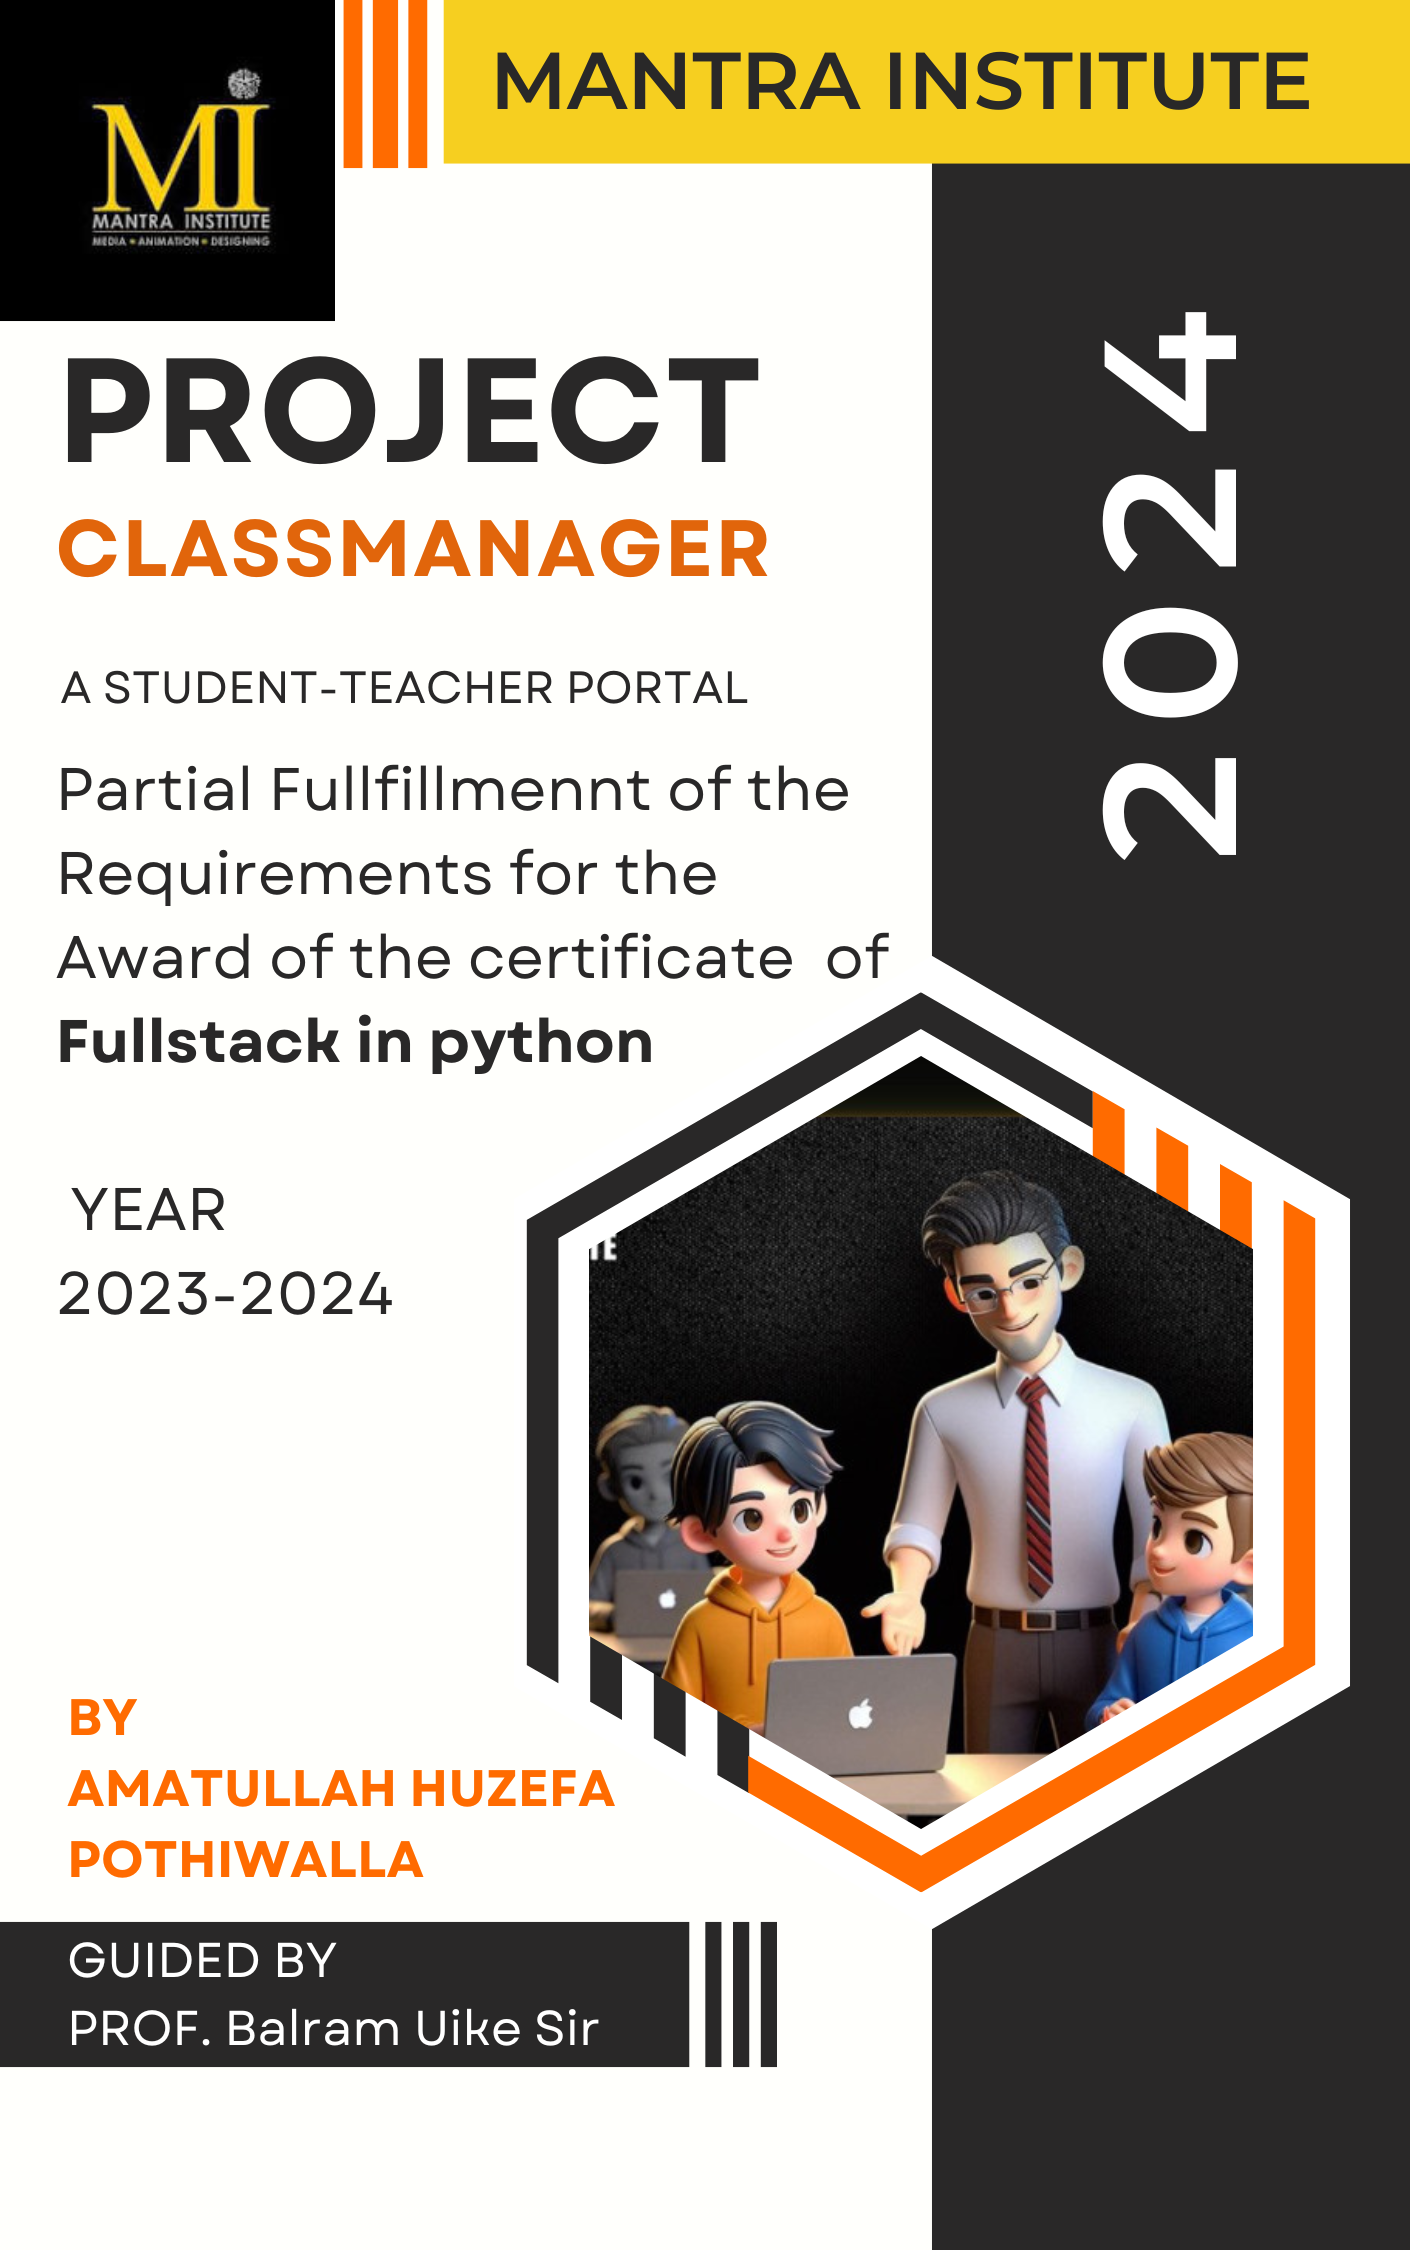 MI
MANTRA INSTITUTE
MEDIA • ANIMATION • DESIGNING
MANTRA INSTITUTE
2024
PROJECT
CLASSMANAGER
A STUDENT-TEACHER PORTAL
Partial Fullfillmennt of the
Requirements for the
Award of the certificate of
Fullstack in python
YEAR
2023-2024
TE
BY
AMATULLAH HUZEFA
POTHIWALLA
GUIDED BY
PROF. Balram Uike Sir